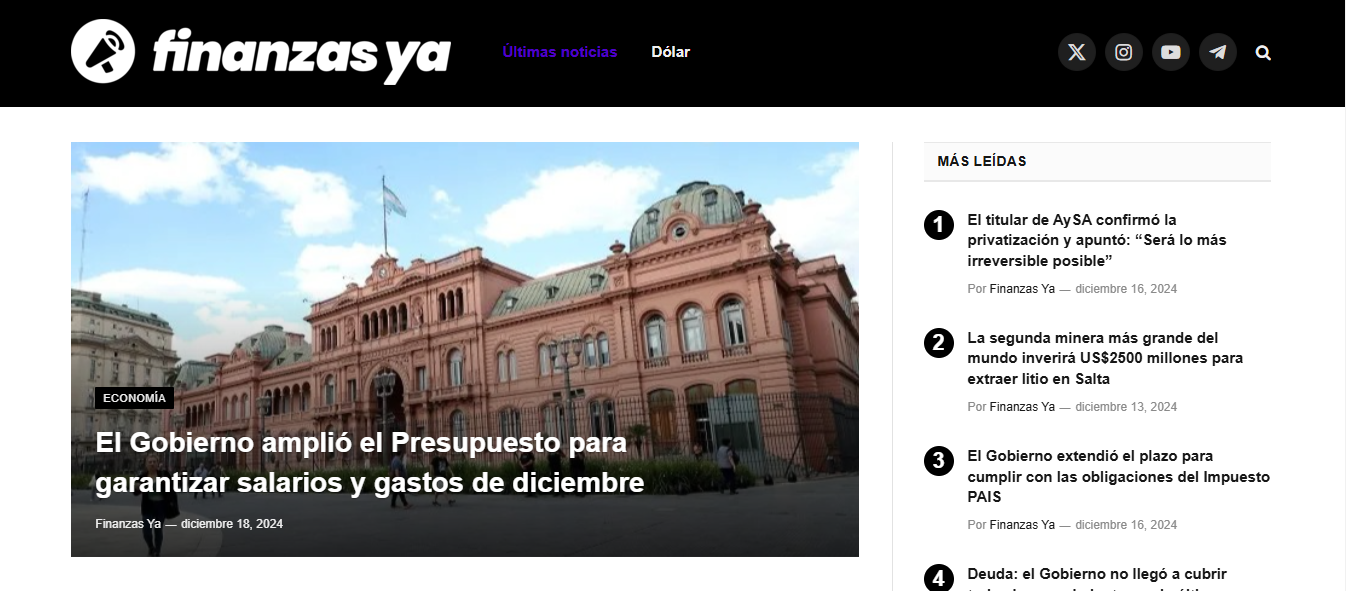 finanzas ya
Últimas noticias
Dólar
ECONOMÍA
El Gobierno amplió el Presupuesto para
garantizar salarios y gastos de diciembre
Finanzas Ya — diciembre 18, 2024
MÁS LEÍDAS
1
El titular de AySA confirmó la
privatización y apuntó: “Será lo más
irreversible posible”
Por Finanzas Ya — diciembre 16, 2024
2
La segunda minera más grande del
mundo inverirá US$2500 millones para
extraer litio en Salta
Por Finanzas Ya — diciembre 13, 2024
3
El Gobierno extendió el plazo para
cumplir con las obligaciones del Impuesto
PAIS
Por Finanzas Ya — diciembre 16, 2024
4
Deuda: el Gobierno no llegó a cubrir